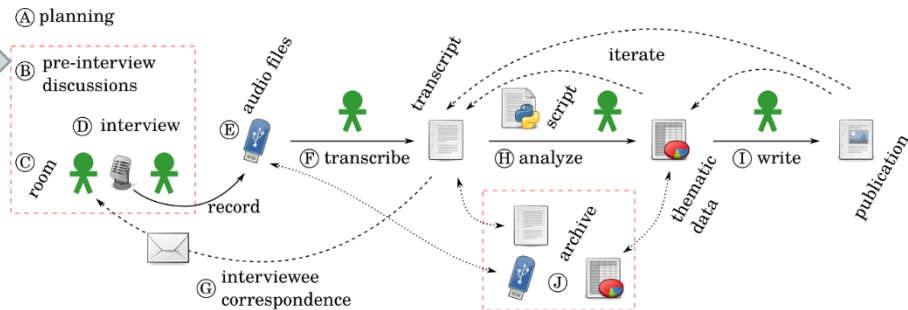 Ⓐ planning
Ⓑ pre-interview
discussions
Ⓓ interview
Ⓒ
room
record
Ⓔ
audio files
Ⓕ transcribe
transcript
iterate
script
Ⓗ analyze
thematic
data
Ⓘ write
publication
Ⓖ interviewee
correspondence
archive
Ⓙ